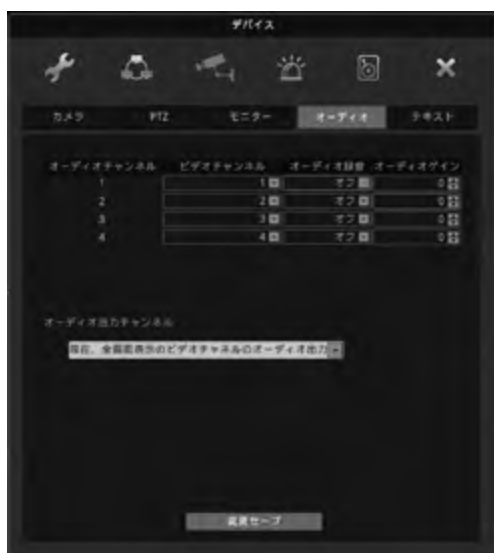 デバイス
カメラ PTZ モニター オーディオ テキスト
オーディオチャンネル ビデオチャンネル オーディオ録音 オーディオゲイン
1 1 オフ 0
2 2 オフ 0
3 3 オフ 0
4 4 オフ 0
オーディオ出力チャンネル
現在、全画面表示のビデオチャネルのオーディオ出力
変更セーブ